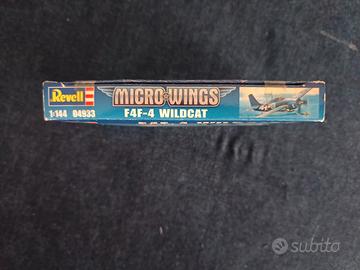 Revell
MICRO WINGS
1:144 04933
F4F-4 WILDCAT
subito